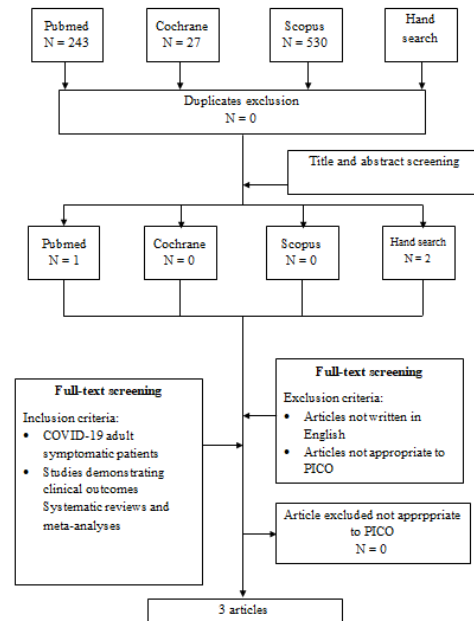 Pubmed
N = 243
Cochrane
N = 27
Scopus
N = 530
Hand
search
Duplicates exclusion
N = 0
Title and abstract screening
Pubmed
N = 1
Cochrane
N = 0
Scopus
N = 0
Hand search
N = 2
Full-text screening
Inclusion criteria:
• COVID-19 adult
symptomatic patients
• Studies demonstrating
clinical outcomes
Systematic reviews and
meta-analyses
Full-text screening
Exclusion criteria:
• Articles not written in
English
• Articles not appropriate to
PICO
Article excluded not apprppriate
to PICO
N = 0
3 articles